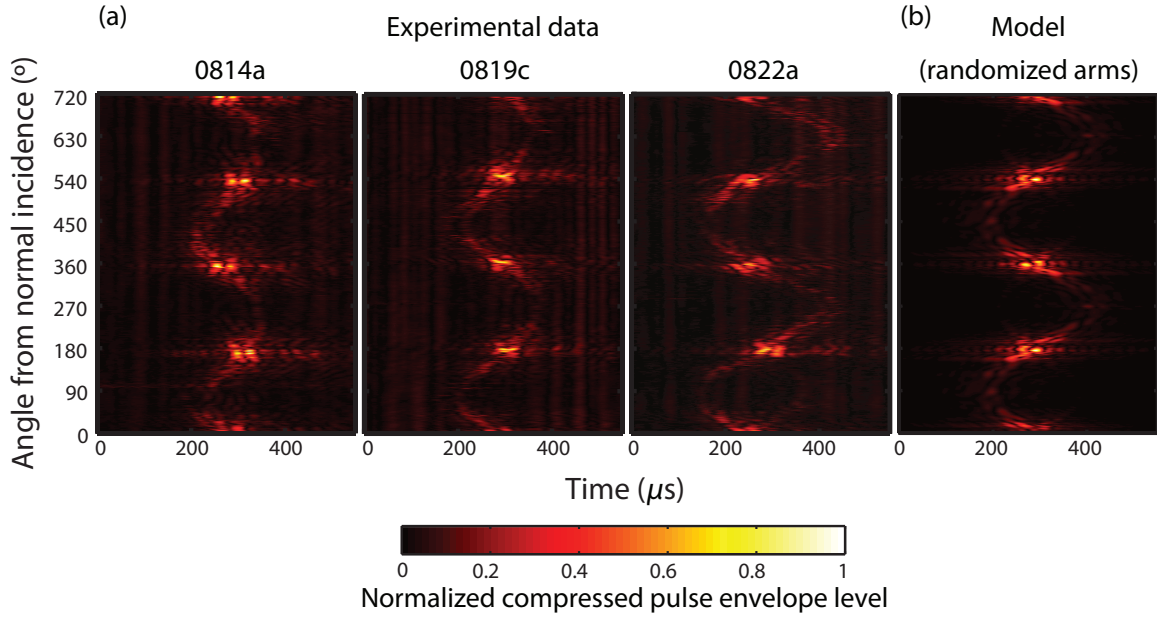 (a)
Experimental data
(b)
Model
0814a
0819c
0822a
(randomized arms)
Angle from normal incidence (º)
720
630
540
450
360
270
180
90
0
200 400
0 200 400
0 200 400
0 200 400
Time (µs)
0 0.2 0.4 0.6 0.8 1
Normalized compressed pulse envelope level